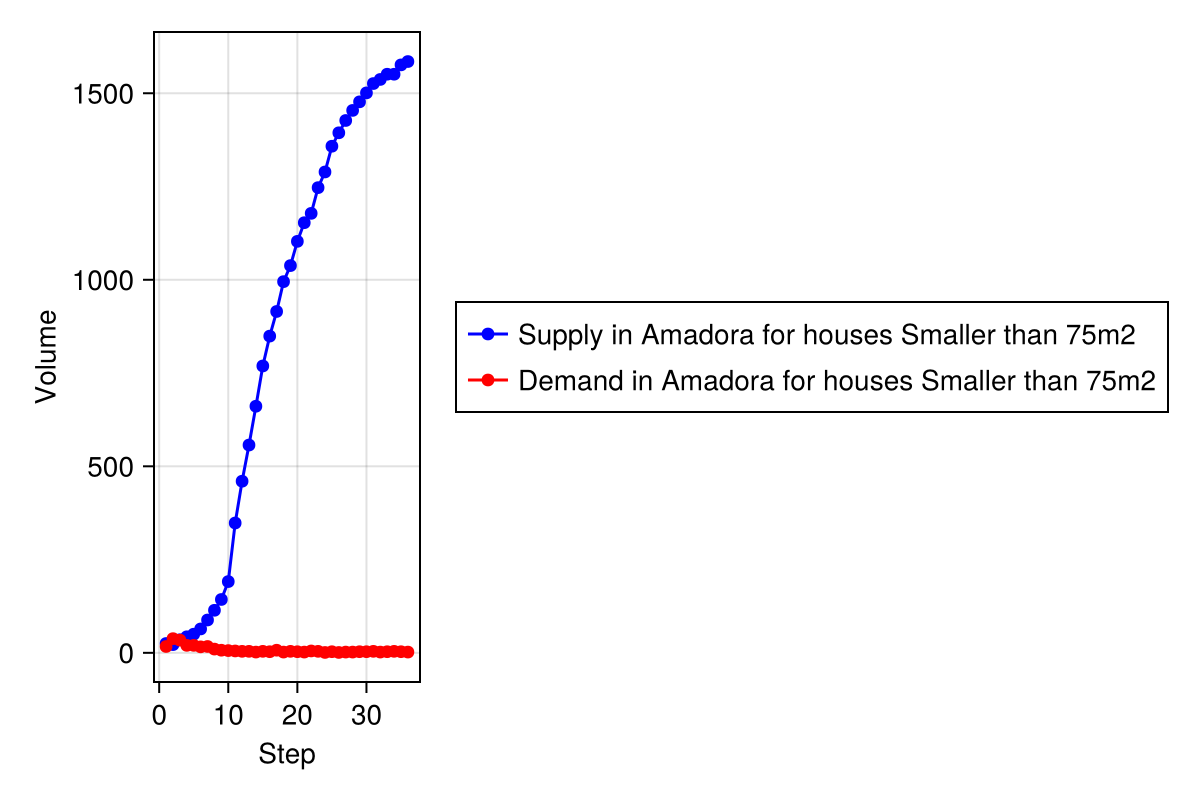 1500
1000
500
0
Volume
0 10 20 30
Step
Supply in Amadora for houses Smaller than 75m2
Demand in Amadora for houses Smaller than 75m2